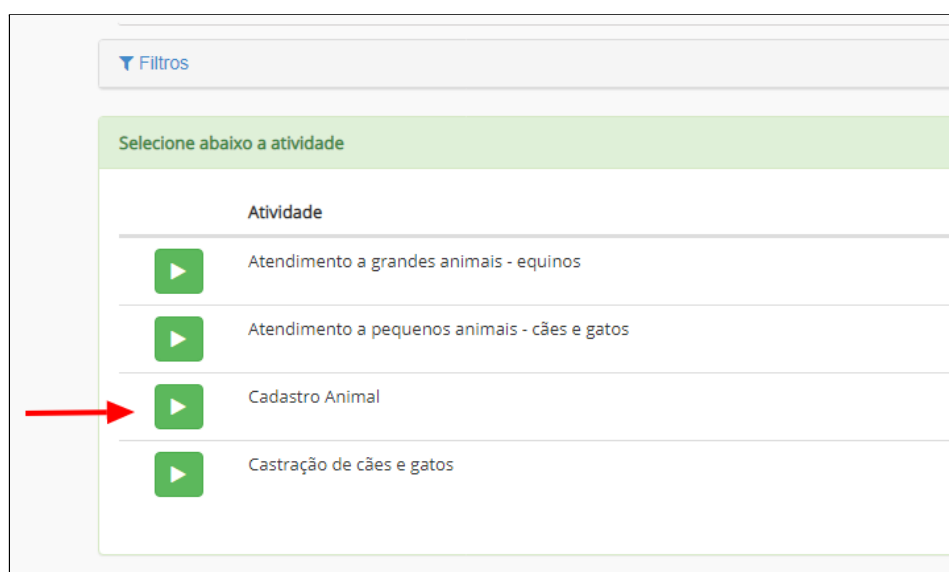 Filtros
Selecione abaixo a atividade
Atividade
Atendimento a grandes animais - equinos
Atendimento a pequenos animais - cães e gatos
Cadastro Animal
Castração de cães e gatos